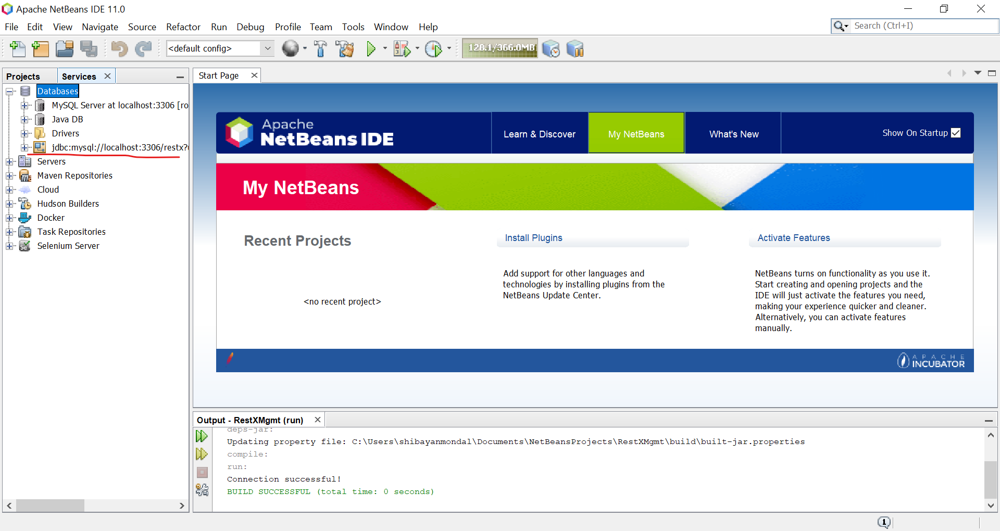 Apache NetBeans IDE 11.0
File Edit View Navigate Source Refactor Run Debug Profile Team Tools Window Help
Search (Ctrl+I)
<default config>
128.1/366.0MB
Projects
Services
Start Page
Databases
MySQL Server at localhost:3306 [ro
Java DB
Drivers
jdbc:mysql://localhost:3306/restx?
Servers
Maven Repositories
Cloud
Hudson Builders
Docker
Task Repositories
Selenium Server
Apache
NetBeans IDE
Learn & Discover
My NetBeans
What's New
Show On Startup
My NetBeans
Recent Projects
<no recent project>
Install Plugins
Add support for other languages and
technologies by installing plugins from the
NetBeans Update Center.
Activate Features
NetBeans turns on functionality as you use it.
Start creating and opening projects and the
IDE will just activate the features you need,
making your experience quicker and cleaner.
Alternatively, you can activate features
manually.
APACHE
INCUBATOR
Output - RestXMgmt (run)
deps-jar:
Updating property file: C:\Users\shibayanmondal\Documents\NetBeansProjects\RestXMgmt\build\built-jar.properties
compile:
run:
Connection successful!
BUILD SUCCESSFUL (total time: 0 seconds)
1